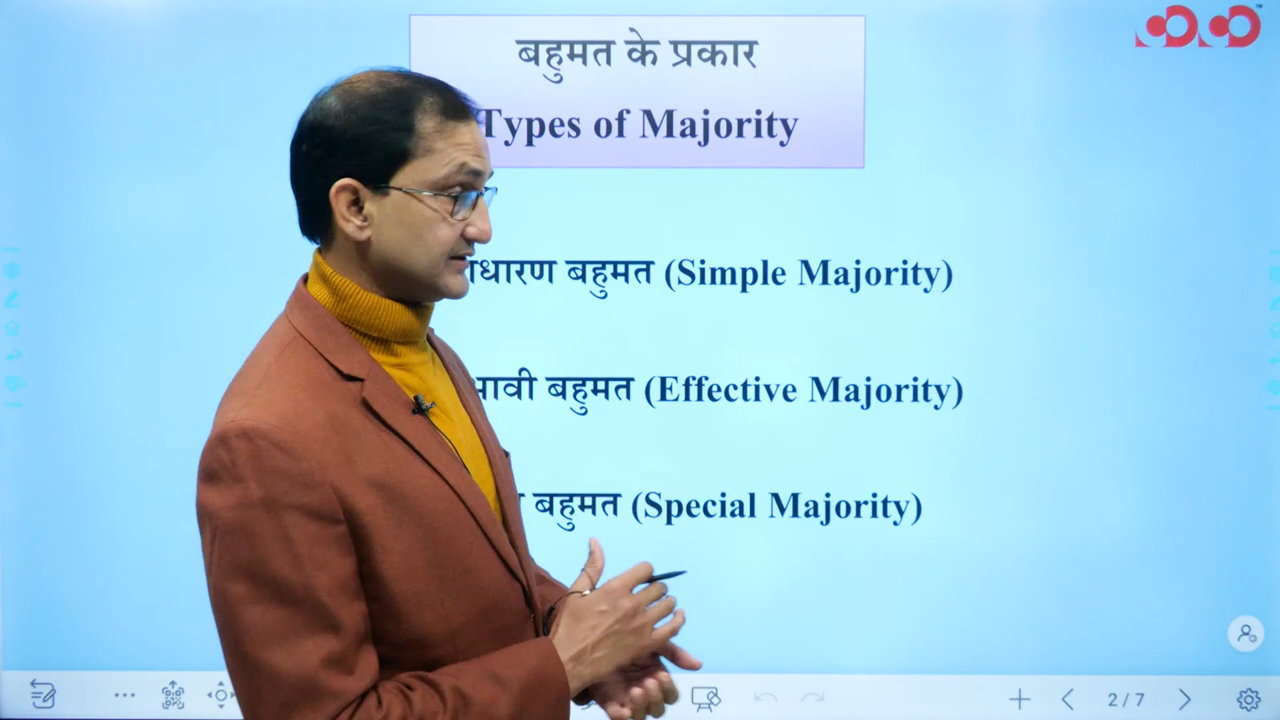 बहुमत के प्रकार
Types of Majority
बहुमत (Simple Majority)
बहुमत (Effective Majority)
बहुमत (Special Majority)
2/7